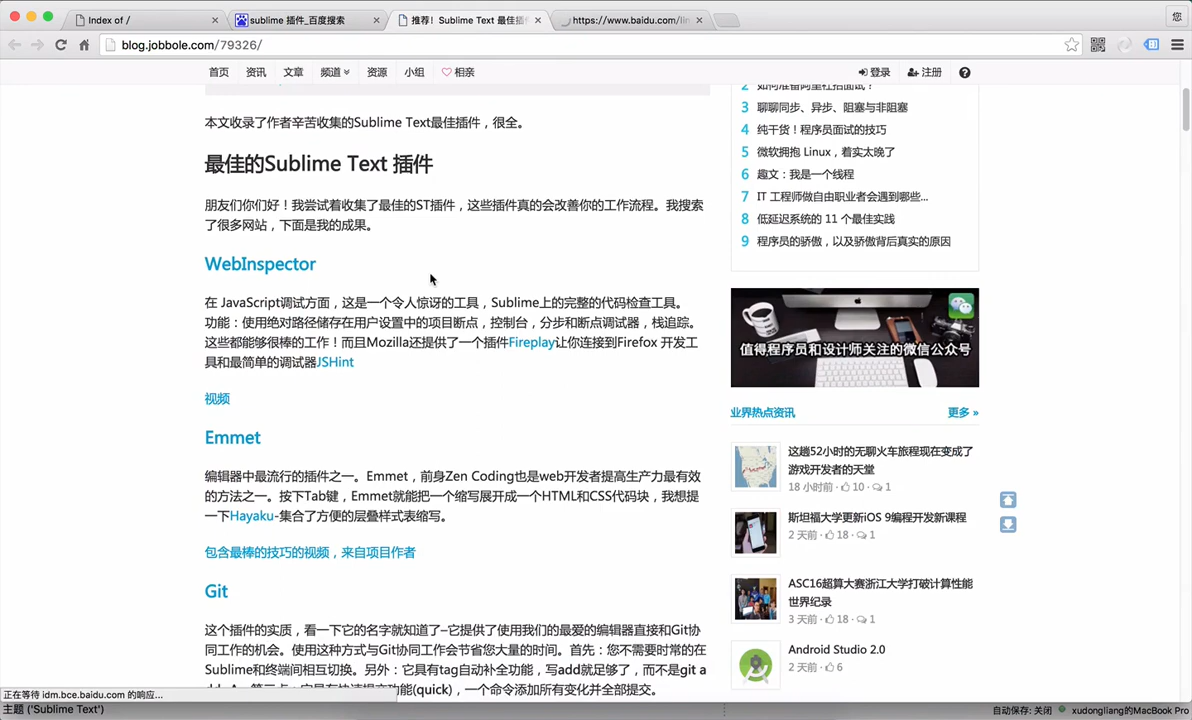 Index of /
sublime 插件_百度搜索
推荐！Sublime Text 最佳插件
https://www.baidu.com/lin
您
blog.jobbole.com/79326/
首页 资讯 文章 频道 资源 小组 相亲 登录 注册
本文收录了作者辛苦收集的Sublime Text最佳插件，很全。
最佳的Sublime Text 插件
朋友们你们好！我尝试着收集了最佳的ST插件，这些插件真的会改善你的工作流程。我搜索
了很多网站，下面是我的成果。
WebInspector
在 JavaScript调试方面，这是一个令人惊讶的工具，Sublime上的完整的代码检查工具。
功能：使用绝对路径储存在用户设置中的项目断点，控制台，分步和断点调试器，栈追踪。
这些都能够很棒的工作！而且Mozilla还提供了一个插件Fireplay让你连接到Firefox 开发工
具和最简单的调试器JSHint
视频
Emmet
编辑器中最流行的插件之一。Emmet，前身Zen Coding也是web开发者提高生产力最有效
的方法之一。按下Tab键，Emmet就能把一个缩写展开成一个HTML和CSS代码块，我想提
一下Hayaku-集合了方便的层叠样式表缩写。
包含最棒的技巧的视频，来自项目作者
Git
这个插件的实质，看一下它的名字就知道了–它提供了使用我们的最爱的编辑器直接和Git协
同工作的机会。使用这种方式与Git协同工作会节省您大量的时间。首先：您不需要时常的在
Sublime和终端间相互切换。另外：它具有tag自动补全功能，写add就足够了，而不是git a
(quick)，一个命令添加所有变化并全部提交。
2 如何准备阿里社招面试？
3 聊聊同步、异步、阻塞与非阻塞
4 纯干货！程序员面试的技巧
5 微软拥抱 Linux，着实太晚了
6 趣文：我是一个线程
7 IT 工程师做自由职业者会遇到哪些...
8 低延迟系统的 11 个最佳实践
9 程序员的骄傲，以及骄傲背后真实的原因
值得程序员和设计师关注的微信公众号
业界热点资讯 更多 »
这趟52小时的无聊火车旅程现在变成了
游戏开发者的天堂
18 小时前 · 10 · 1
斯坦福大学更新iOS 9编程开发新课程
2 天前 · 18 · 1
ASC16超算大赛浙江大学打破计算性能
世界纪录
3 天前 · 18 · 1
Android Studio 2.0
2 天前 · 6
正在等待 idm.bce.baidu.com 的响应...
主题 ('Sublime Text')
自动保存: 关闭 xudongliang的MacBook Pro